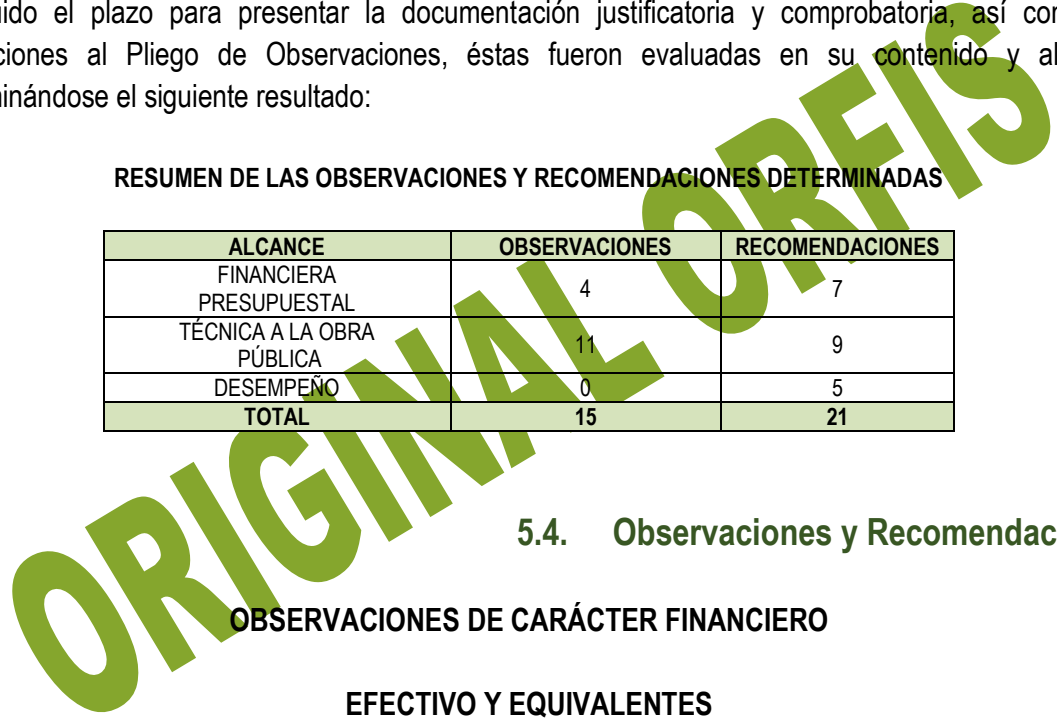 ido el plazo para presentar la documentación justificatoria y comprobatoria, así cor
ciones al Pliego de Observaciones, éstas fueron evaluadas en su contenido y al
inándose el siguiente resultado:
RESUMEN DE LAS OBSERVACIONES Y RECOMENDACIONES DETERMINADAS
ALCANCE OBSERVACIONES RECOMENDACIONES
FINANCIERA
PRESUPUESTAL 4 7
TÉCNICA A LA OBRA
PÚBLICA 11 9
DESEMPEÑO 0 5
TOTAL 15 21
5.4. Observaciones y Recomendac
OBSERVACIONES DE CARÁCTER FINANCIERO
EFECTIVO Y EQUIVALENTES
ORIGINAL ORFIS